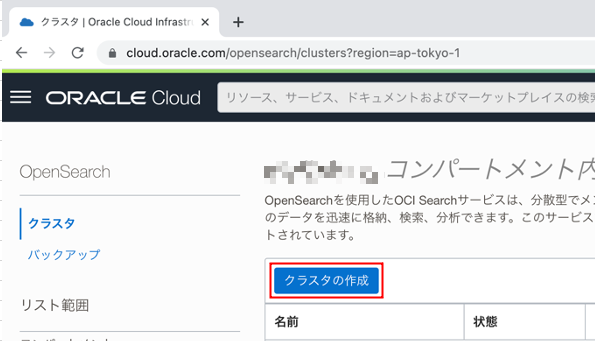 クラスタ | Oracle Cloud Infrastru
cloud.oracle.com/opensearch/clusters?region=ap-tokyo-1
ORACLE Cloud
リソース、サービス、ドキュメントおよびマーケットプレイスの検索
OpenSearch
クラスタ
バックアップ
リスト範囲
コンパートメント内
OpenSearchを使用したOCI Searchサービスは、分散型でメン
のデータを迅速に格納、検索、分析できます。このサービス
トされています。
クラスタの作成
名前
状態